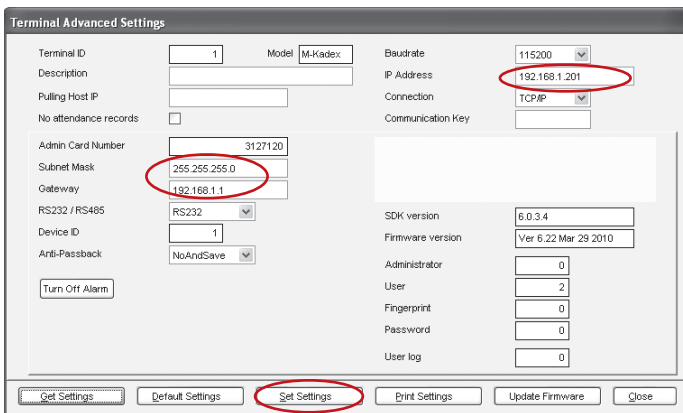 Terminal Advanced Settings
Terminal ID 1 Model M-Kadex Baudrate 115200
Description IP Address 192.168.1.201
Pulling Host IP Connection TCP/IP
No attendance records Communication Key
Admin Card Number 3127120
Subnet Mask 255.255.255.0
Gateway 192.168.1.1
RS232 / RS485 RS232 SDK version 6.0.3.4
Device ID 1 Firmware version Ver 6.22 Mar 29 2010
Anti-Passback NoAndSave Administrator 0
Turn Off Alarm User 2
Fingerprint 0
Password 0
User log 0
Get Settings Default Settings Set Settings Print Settings Update Firmware Close